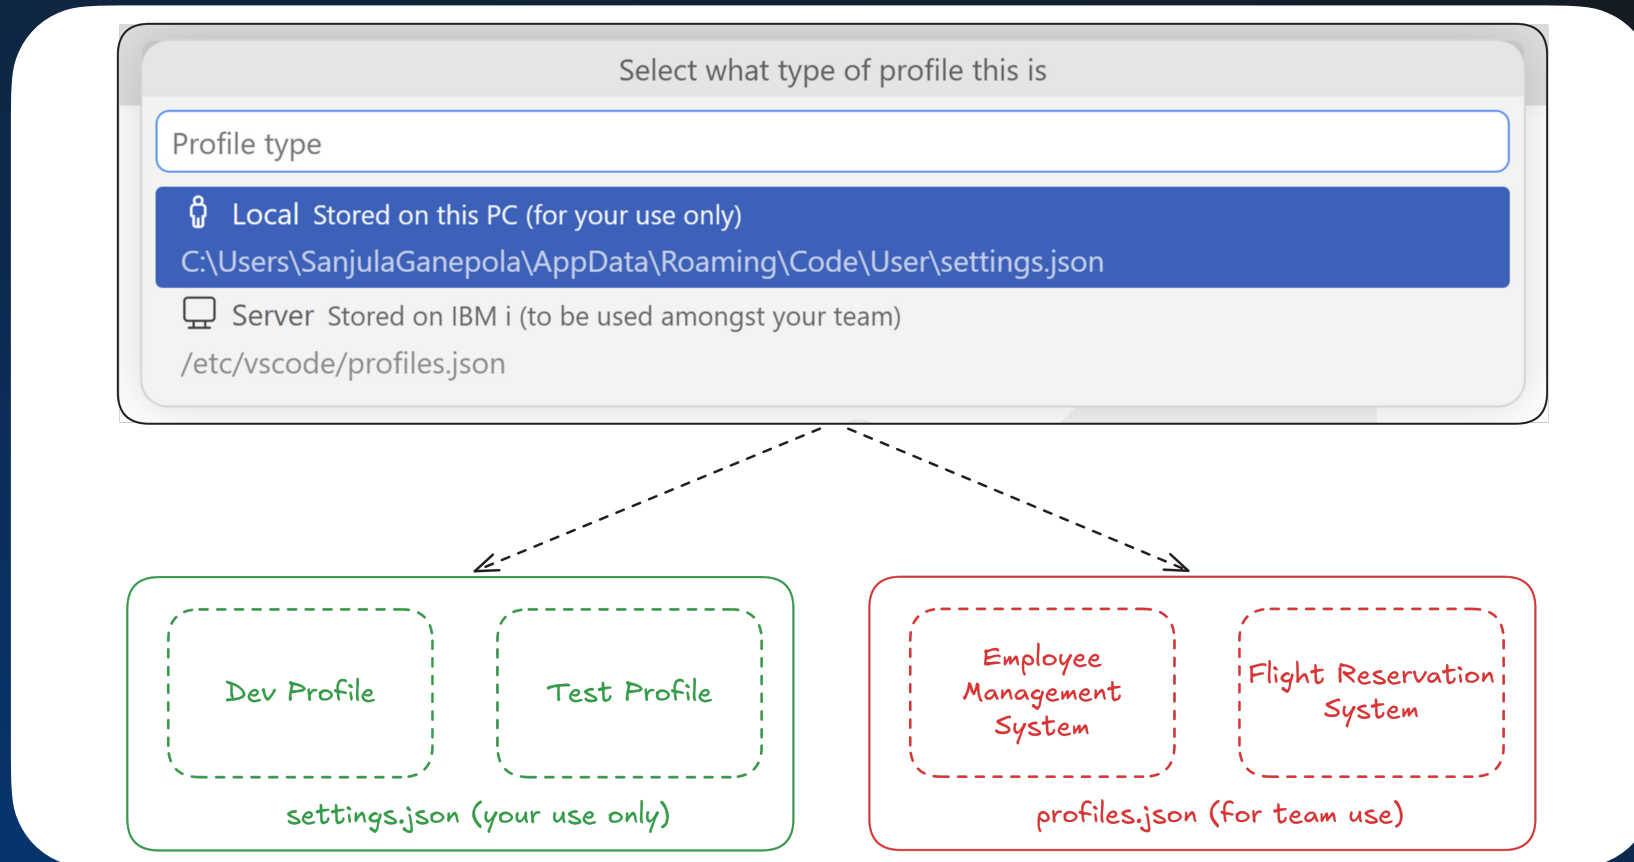 Select what type of profile this is
Profile type
Local Stored on this PC (for your use only)
C:\Users\SanjulaGanepola\AppData\Roaming\Code\User\settings.json
Server Stored on IBM i (to be used amongst your team)
/etc/vscode/profiles.json
Dev Profile
Test Profile
settings.json (your use only)
Employee
Management
System
Flight Reservation
System
profiles.json (for team use)